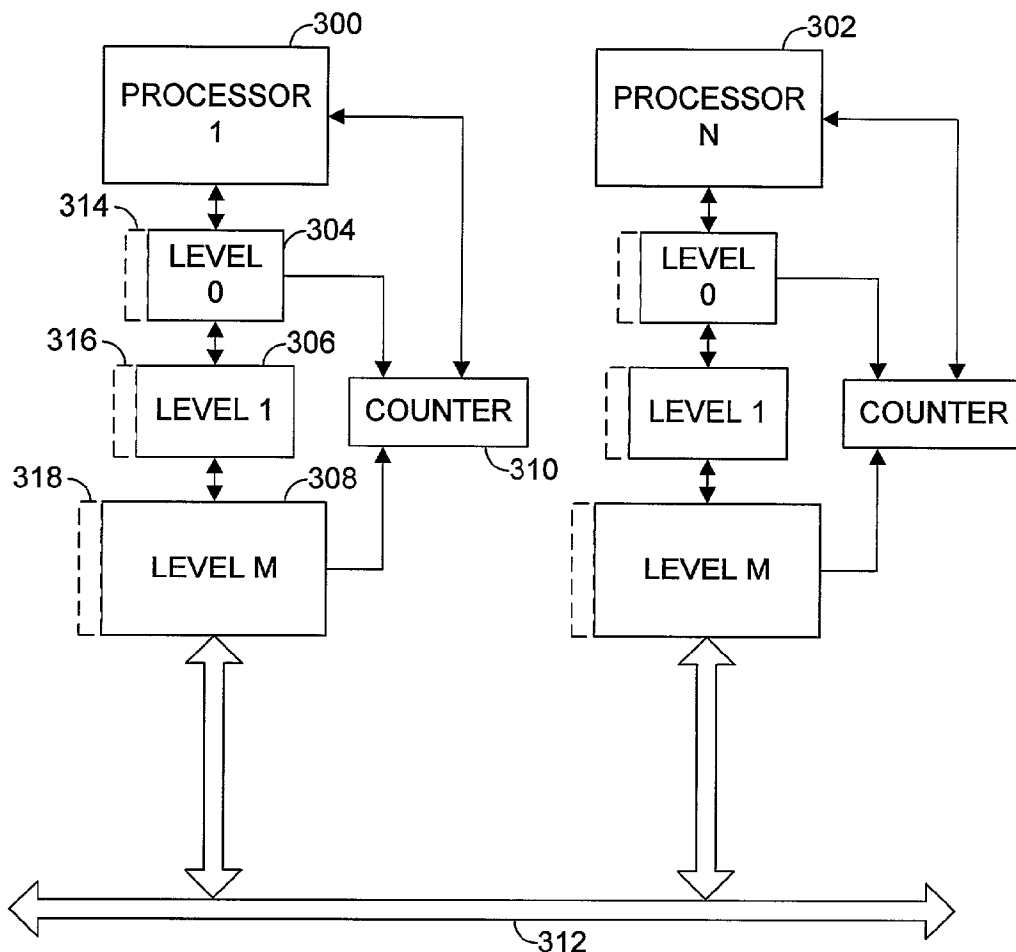 300
PROCESSOR
1
302
PROCESSOR
N
314
304
LEVEL
0
LEVEL
0
316
306
LEVEL 1
COUNTER
310
LEVEL 1
COUNTER
318
308
LEVEL M
LEVEL M
312